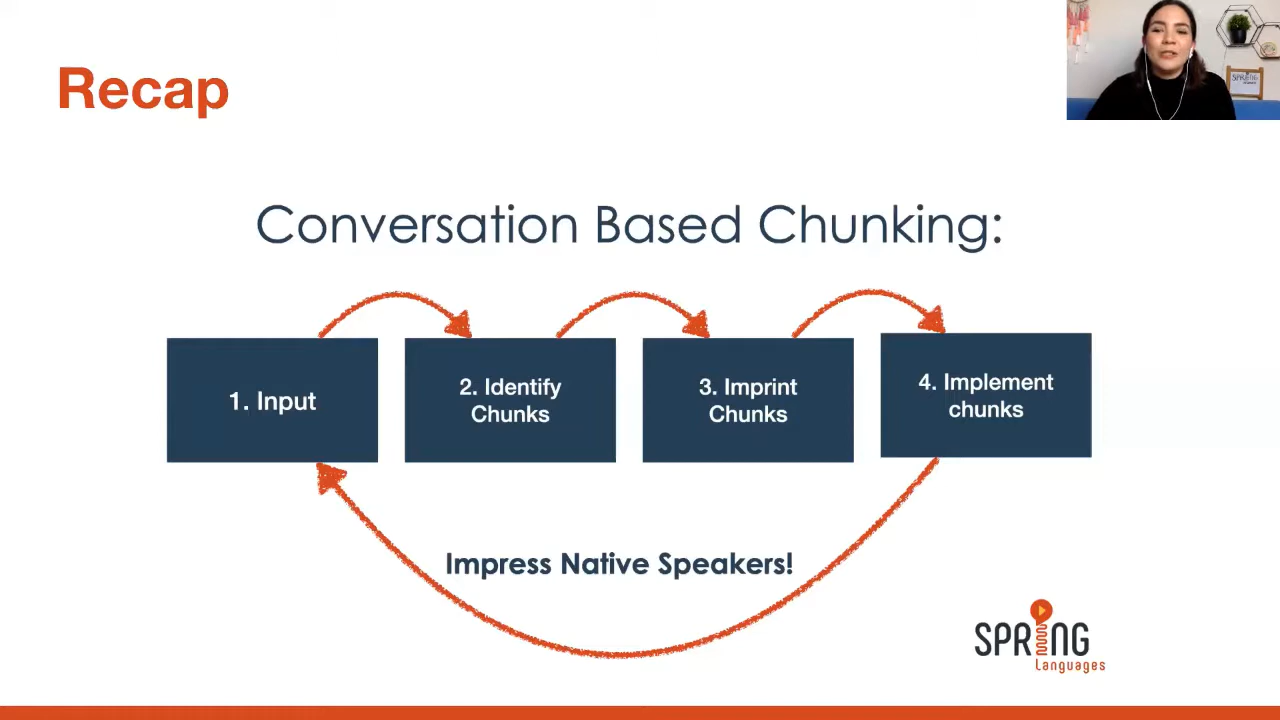 Recap
Conversation Based Chunking:
1. Input
2. Identify
Chunks
3. Imprint
Chunks
4. Implement
chunks
Impress Native Speakers!
SPRING
Languages
SPRING